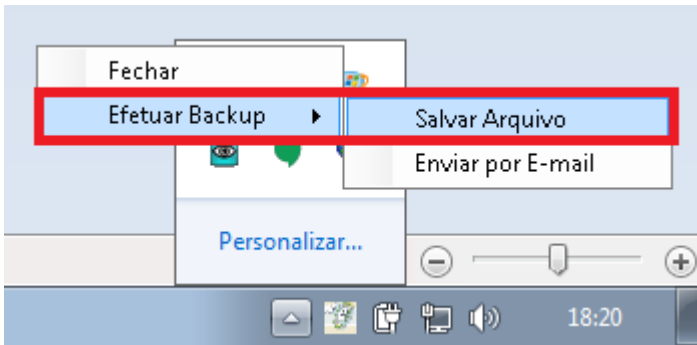 Fechar
Efetuar Backup
Salvar Arquivo
Enviar por E-mail
Personalizar...
18:20